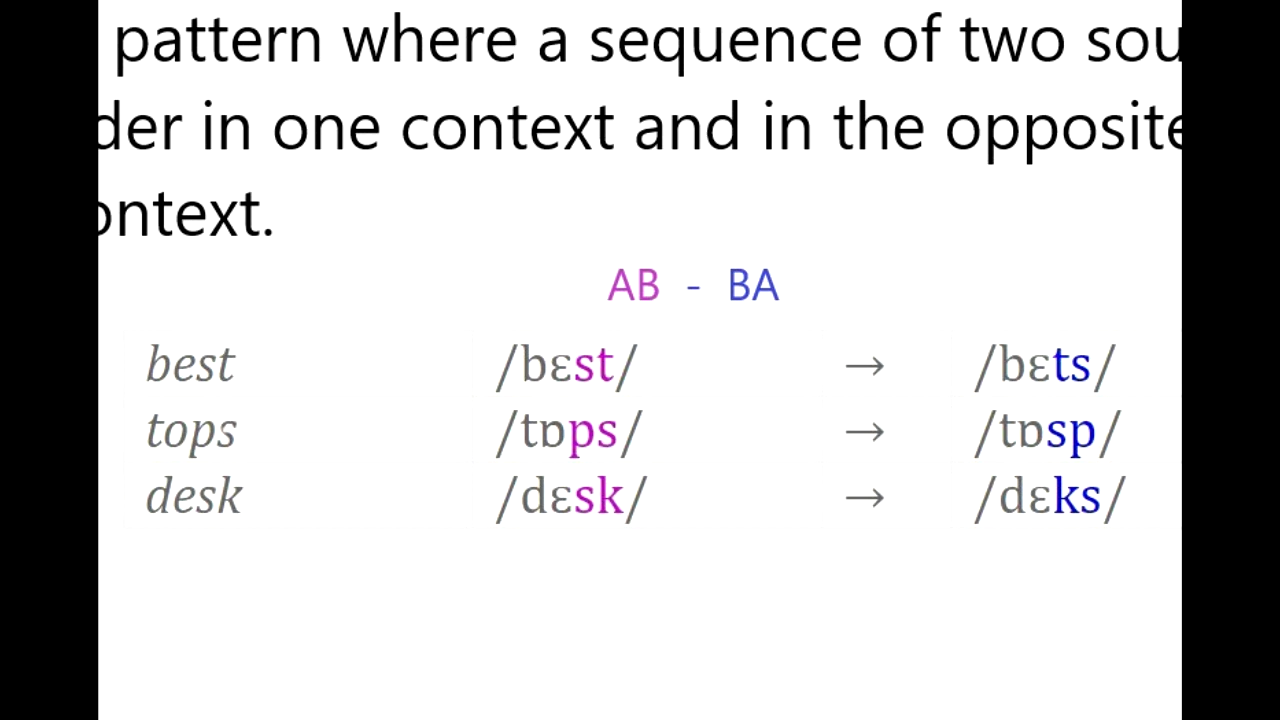 pattern where a sequence of two sou
der in one context and in the opposite
ontext.
AB - BA
best /bɛst/ → /bɛts/
tops /tɒps/ → /tɒsp/
desk /dɛsk/ → /dɛks/